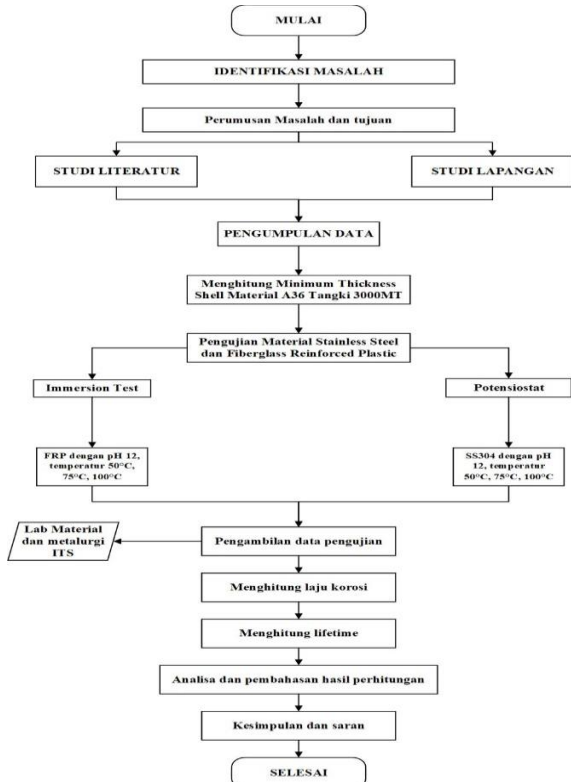 MULAI
IDENTIFIKASI MASALAH
Perumusan Masalah dan tujuan
STUDI LITERATUR
STUDI LAPANGAN
PENGUMPULAN DATA
Menghitung Minimum Thickness
Shell Material A36 Tangki 3000MT
Pengujian Material Stainless Steel
dan Fiberglass Reinforced Plastic
Immersion Test
Potensiostat
FRP dengan pH 12,
temperatur 50°C,
75°C, 100°C
SS304 dengan pH
12, temperatur
50°C, 75°C, 100°C
Lab Material
dan metalurgi
ITS
Pengambilan data pengujian
Menghitung laju korosi
Menghitung lifetime
Analisa dan pembahasan hasil perhitungan
Kesimpulan dan saran
SELESAI